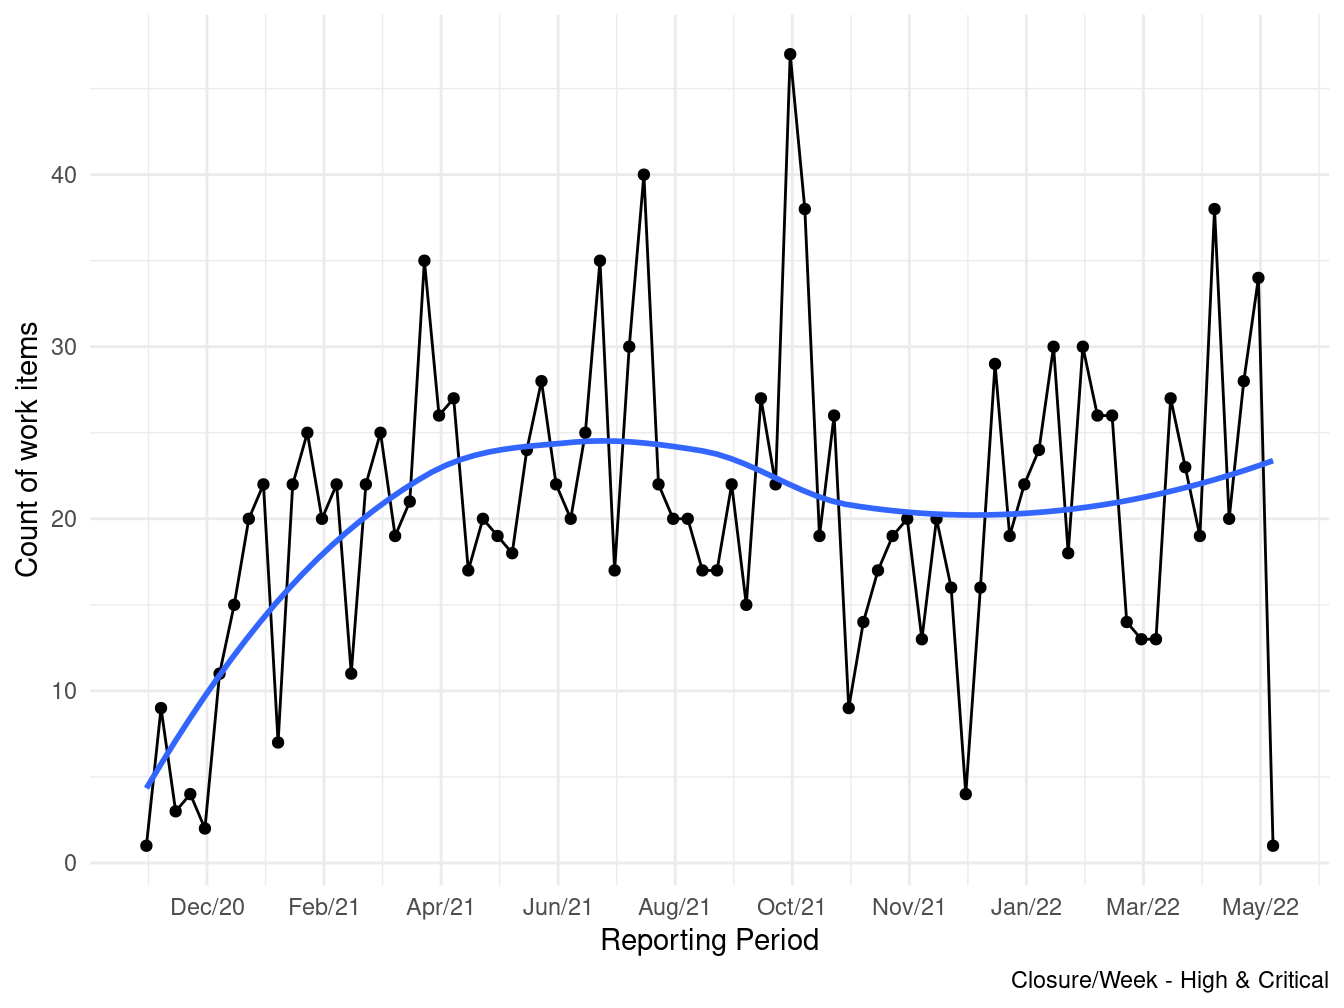 Count of work items
40
30
20
10
0
Dec/20 Feb/21 Apr/21 Jun/21 Aug/21 Oct/21 Nov/21 Jan/22 Mar/22 May/22
Reporting Period
Closure/Week - High & Critical